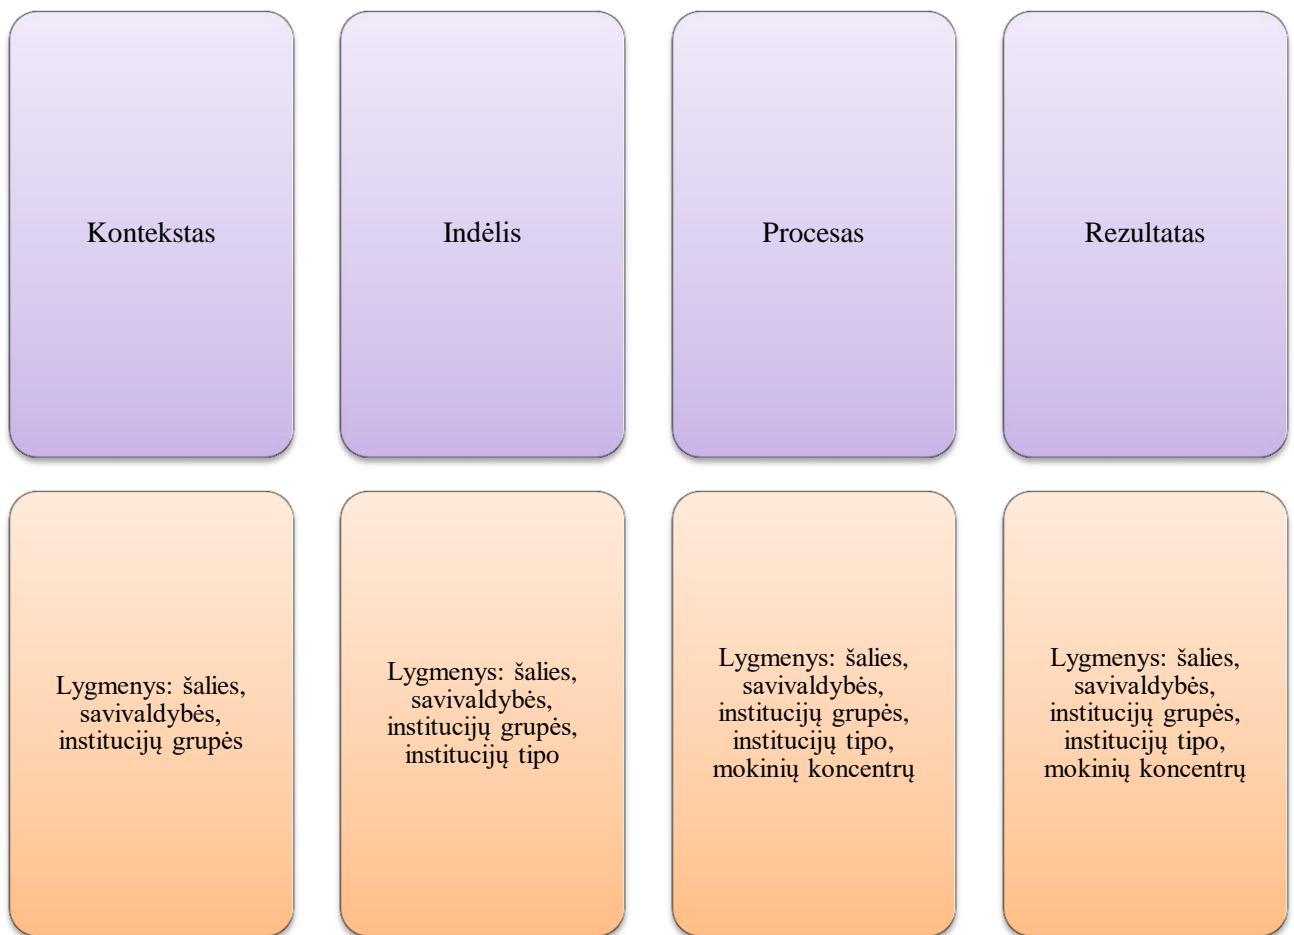 Kontekstas
Indėlis
Procesas
Rezultatas
Lygmenys: šalies,
savivaldybės,
institucijų grupės
Lygmenys: šalies,
savivaldybės,
institucijų grupės,
institucijų tipo
Lygmenys: šalies,
savivaldybės,
institucijų grupės,
institucijų tipo,
mokinių koncentrų
Lygmenys: šalies,
savivaldybės,
institucijų grupės,
institucijų tipo,
mokinių koncentrų